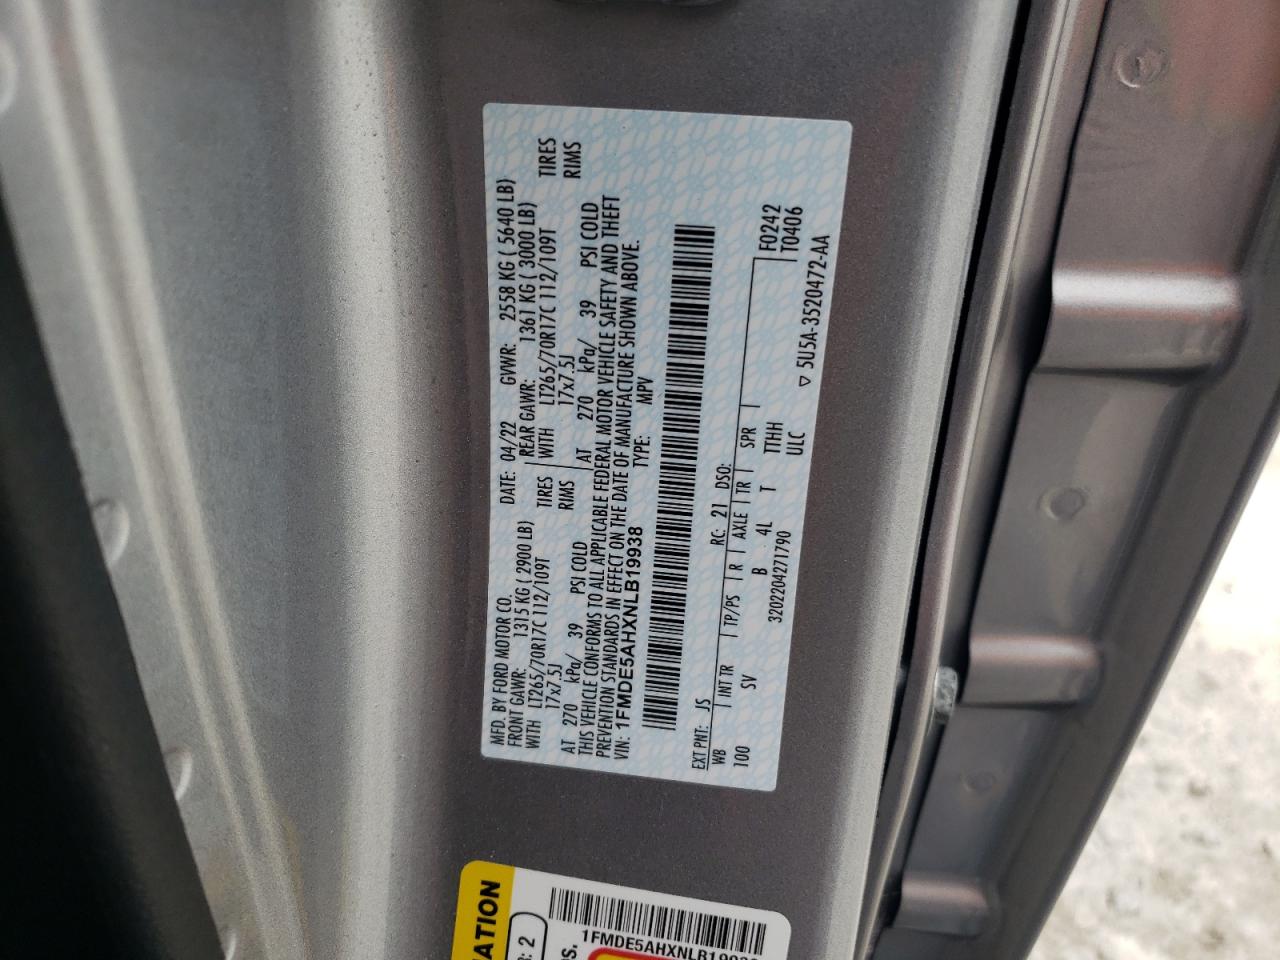 MFD. BY FORD MOTOR CO.
DATE: 04/22 GVWR: 2558 KG ( 5640 LB)
FRONT GAWR: 1315 KG ( 2900 LB)
REAR GAWR: 1361 KG ( 3000 LB)
WITH LT265/70R17C 112/109T TIRES
WITH LT265/70R17C 112/109T TIRES
17x7.5J RIMS
17x7.5J RIMS
AT 270 kPa/ 39 PSI COLD
AT 270 kPa/ 39 PSI COLD
THIS VEHICLE CONFORMS TO ALL APPLICABLE FEDERAL MOTOR VEHICLE SAFETY AND THEFT
PREVENTION STANDARDS IN EFFECT ON THE DATE OF MANUFACTURE SHOWN ABOVE.
VIN: 1FMDE5AHXNLB19938 TYPE: MPV
EXT PNT: JS RC: 21 DSO: F0242
WB INT TR TP/PS R AXLE TR SPR T0406
100 SV B 4L T THH
ULC
3202204271790
▽ 5U5A-3520472-AA